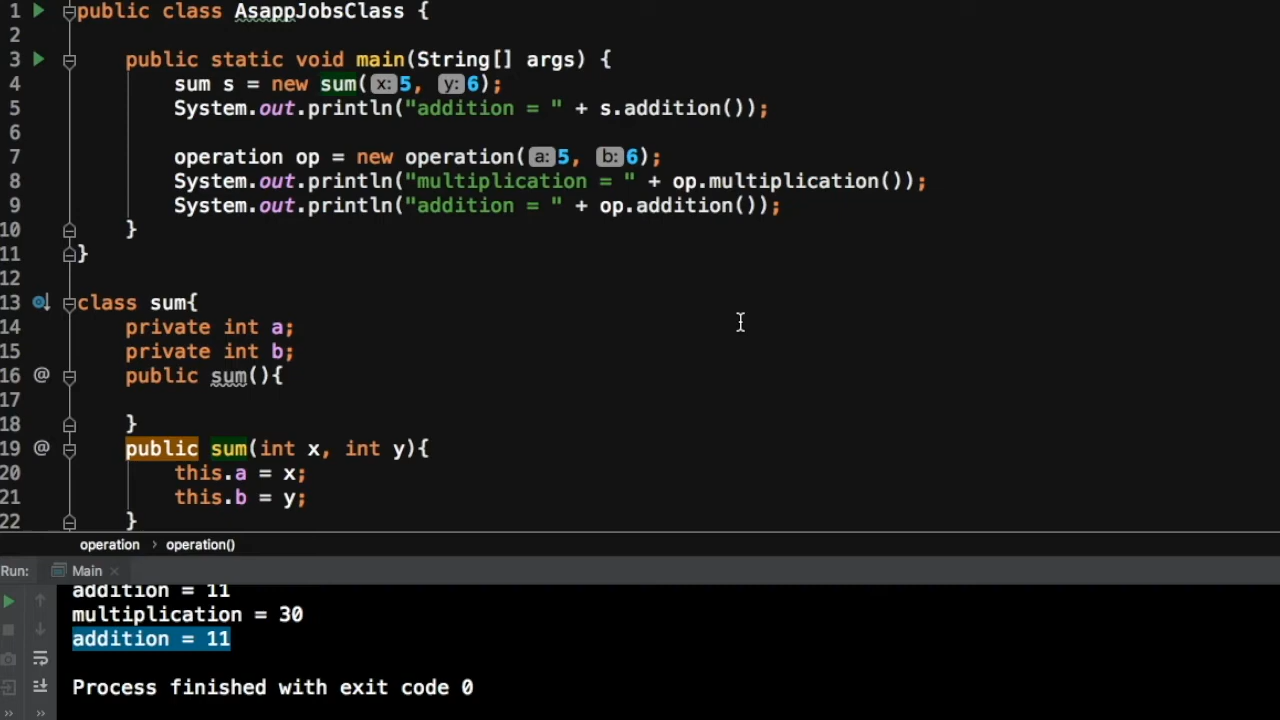 1 public class AsappJobsClass {
2
3 public static void main(String[] args) {
4 sum s = new sum( x: 5, y: 6);
5 System.out.println("addition = " + s.addition());
6
7 operation op = new operation( a: 5, b: 6);
8 System.out.println("multiplication = " + op.multiplication());
9 System.out.println("addition = " + op.addition());
10 }
11 }
12
13 class sum{
14 private int a;
15 private int b;
16 @ public sum(){
17
18 }
19 @ public sum(int x, int y){
20 this.a = x;
21 this.b = y;
22 }
operation › operation()
Run: Main ×
addition = 11
multiplication = 30
addition = 11
Process finished with exit code 0